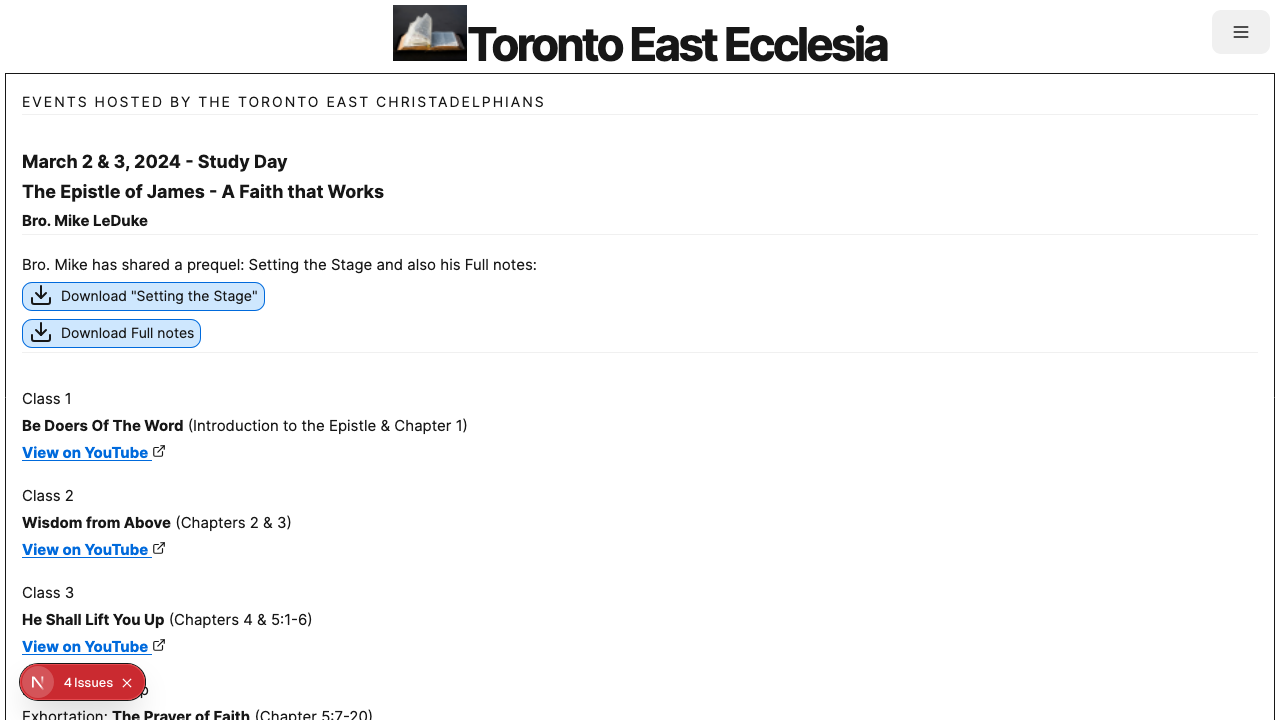 Toronto East Ecclesia
EVENTS HOSTED BY THE TORONTO EAST CHRISTADELPHIANS
March 2 & 3, 2024 - Study Day
The Epistle of James - A Faith that Works
Bro. Mike LeDuke
Bro. Mike has shared a prequel: Setting the Stage and also his Full notes:
Download "Setting the Stage"
Download Full notes
Class 1
Be Doers Of The Word (Introduction to the Epistle & Chapter 1)
View on YouTube
Class 2
Wisdom from Above (Chapters 2 & 3)
View on YouTube
Class 3
He Shall Lift You Up (Chapters 4 & 5:1-6)
View on YouTube
4 Issues
Exhortation: The Prayer of Faith (Chapter 5:7-20)